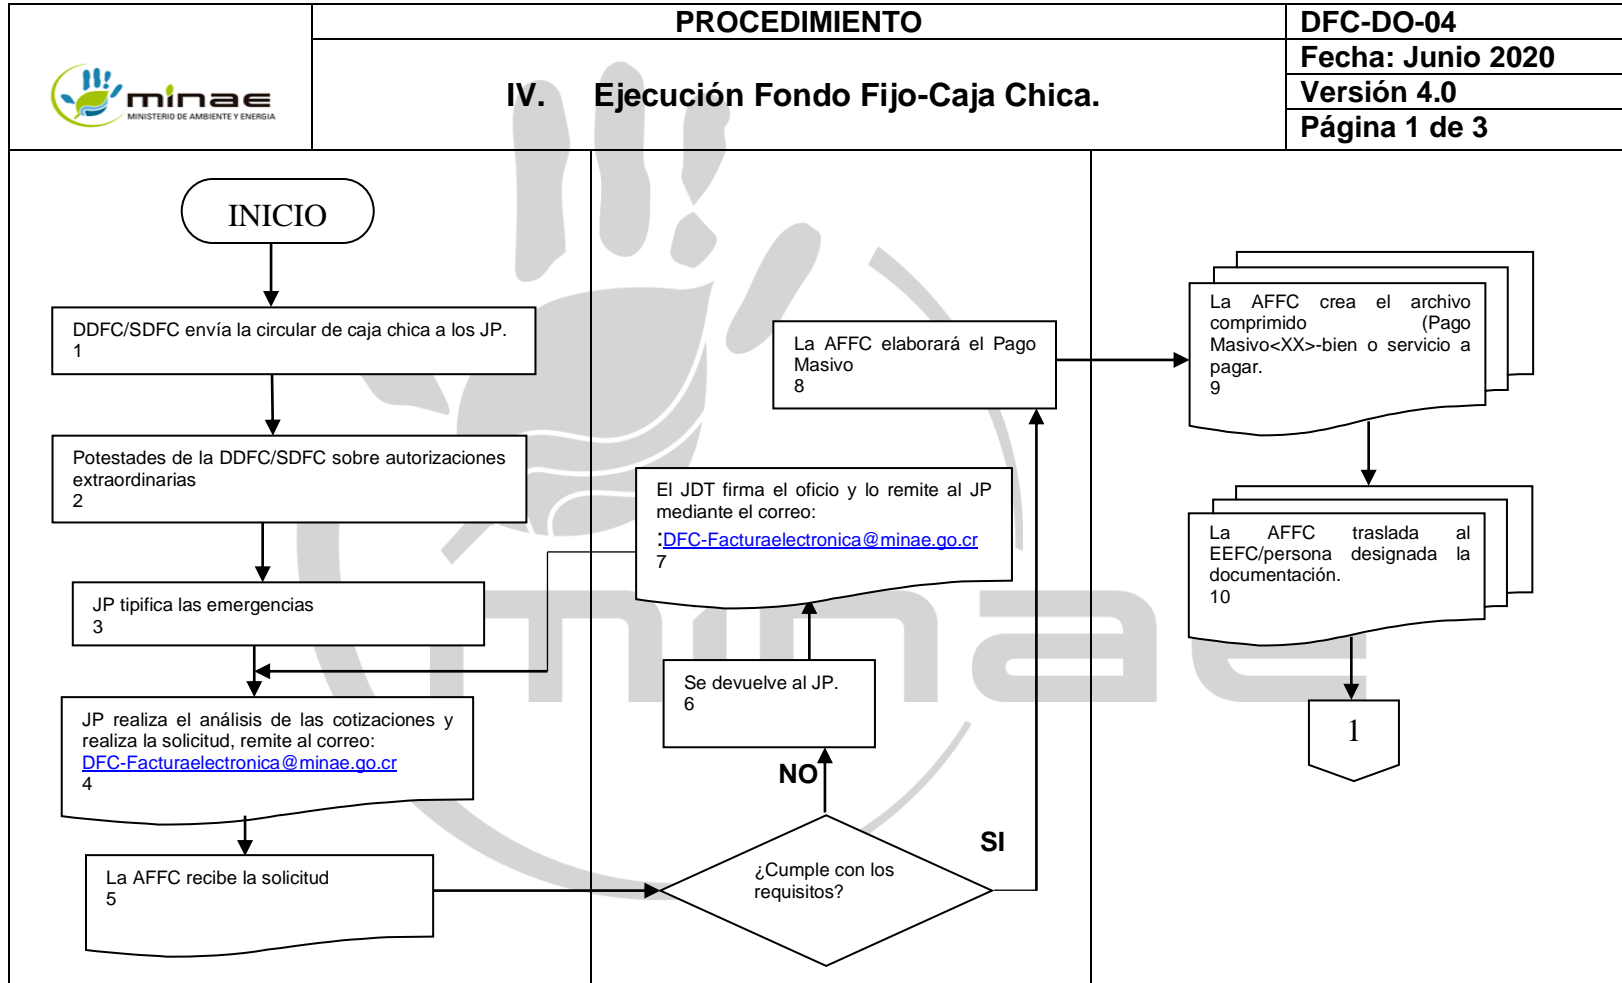 PROCEDIMIENTO
DFC-DO-04
Fecha: Junio 2020
Versión 4.0
Página 1 de 3
minae
MINISTERIO DE AMBIENTE Y ENERGIA
IV. Ejecución Fondo Fijo-Caja Chica.
INICIO
DDFC/SDFC envía la circular de caja chica a los JP.
1
Potestades de la DDFC/SDFC sobre autorizaciones
extraordinarias
2
JP tipifica las emergencias
3
JP realiza el análisis de las cotizaciones y
realiza la solicitud, remite al correo:
DFC-Facturaelectronica@minae.go.cr
4
La AFFC recibe la solicitud
5
¿Cumple con los
requisitos?
NO
SI
Se devuelve al JP.
6
El JDT firma el oficio y lo remite al JP
mediante el correo:
:DFC-Facturaelectronica@minae.go.cr
7
La AFFC elaborará el Pago
Masivo
8
La AFFC crea el archivo
comprimido (Pago
Masivo<XX>-bien o servicio a
pagar.
9
La AFFC traslada al
EEFC/persona designada la
documentación.
10
1
minae